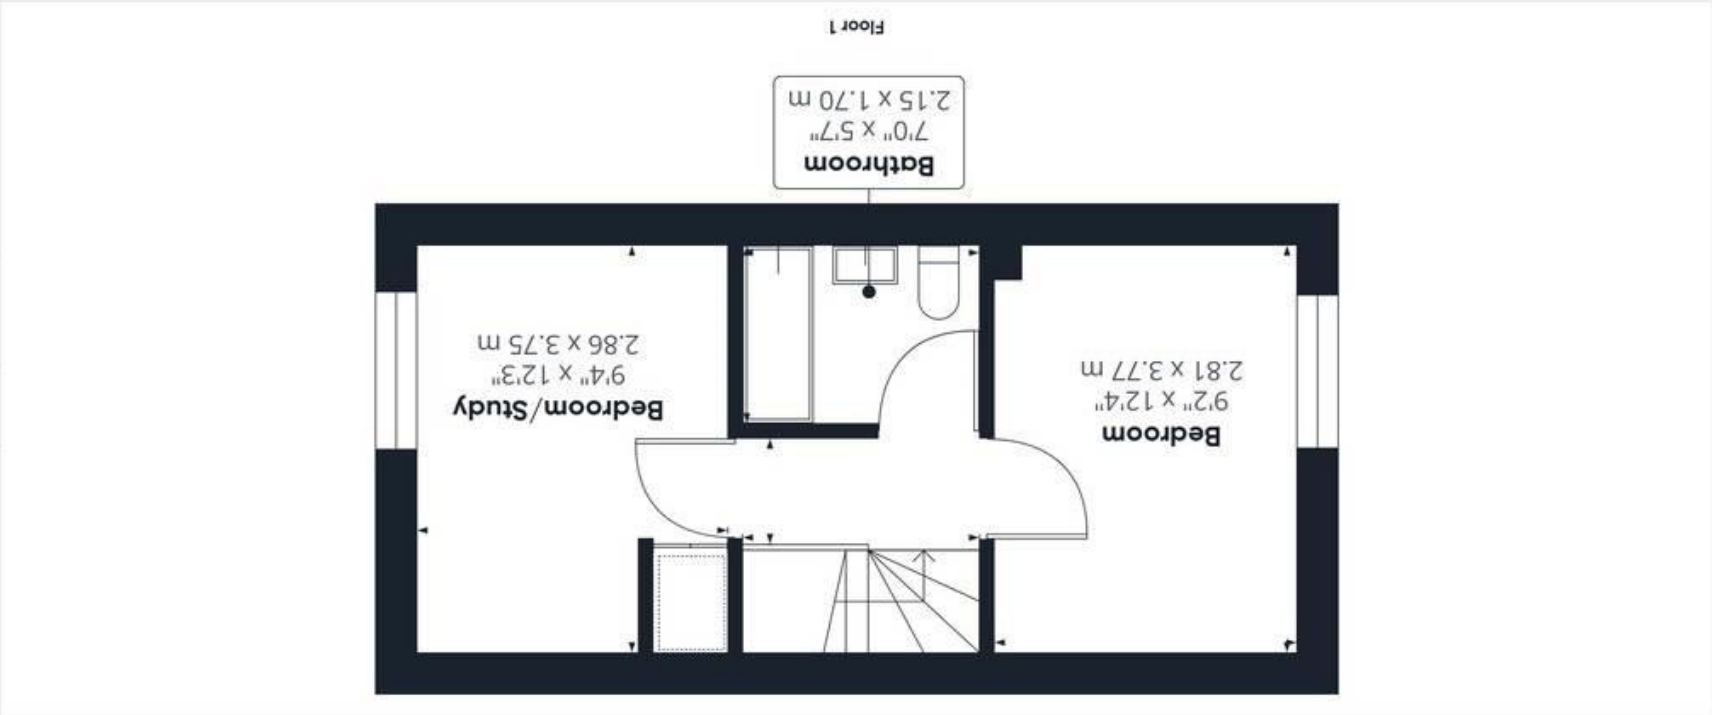 Bedroom
9'2" x 12'4"
2.81 x 3.77 m
Bedroom/Study
9'4" x 12'3"
2.86 x 3.75 m
Bathroom
7'0" x 5'7"
2.15 x 1.70 m
Floor 1